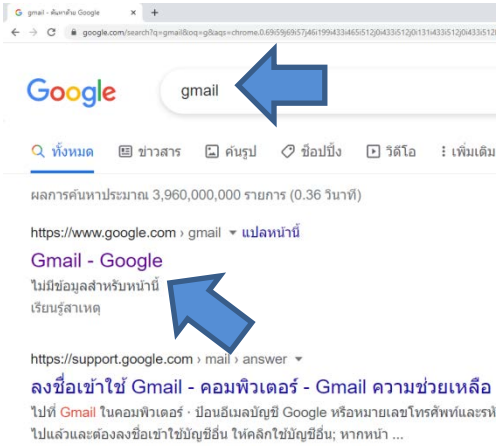 gmail - ค้นหาด้วย Google
google.com/search?q=gmail&oq=g&aqs=chrome.0.69i59j69i57j46i199i433i465i512j0i433i512j0i131i433i512j0i433i512
Google
gmail
ทั้งหมด ข่าวสาร ค้นรูป ช็อปปิ้ง วิดีโอ เพิ่มเติม
ผลการค้นหาประมาณ 3,960,000,000 รายการ (0.36 วินาที)
https://www.google.com › gmail แปลหน้านี้
Gmail - Google
ไม่มีข้อมูลสำหรับหน้านี้
เรียนรู้สาเหตุ
https://support.google.com › mail › answer
ลงชื่อเข้าใช้ Gmail - คอมพิวเตอร์ - Gmail ความช่วยเหลือ
ไปที่ Gmail ในคอมพิวเตอร์ · ป้อนอีเมลบัญชี Google หรือหมายเลขโทรศัพท์และรหั
ไปแล้วและต้องลงชื่อเข้าใช้บัญชีอื่น ให้คลิกใช้บัญชีอื่น; หากหน้า ...